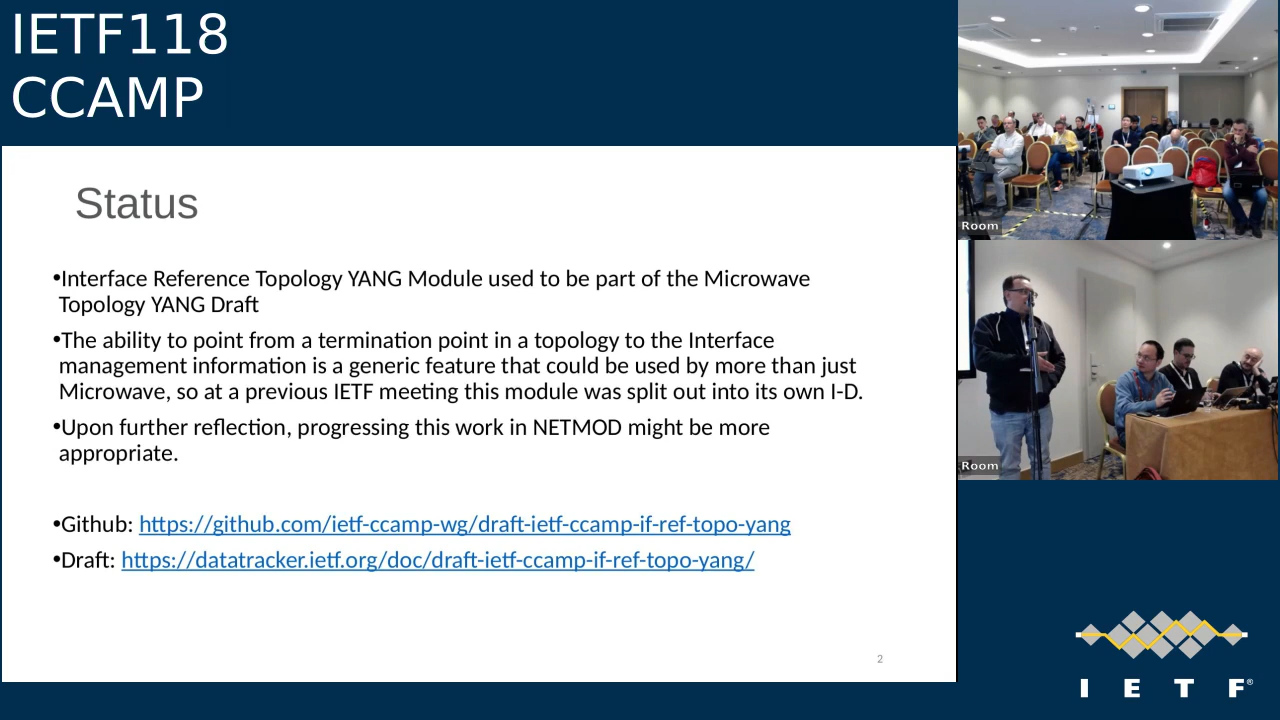 IETF118
CCAMP
Status
•Interface Reference Topology YANG Module used to be part of the Microwave
Topology YANG Draft
•The ability to point from a termination point in a topology to the Interface
management information is a generic feature that could be used by more than just
Microwave, so at a previous IETF meeting this module was split out into its own I-D.
•Upon further reflection, progressing this work in NETMOD might be more
appropriate.
•Github: https://github.com/ietf-ccamp-wg/draft-ietf-ccamp-if-ref-topo-yang
•Draft: https://datatracker.ietf.org/doc/draft-ietf-ccamp-if-ref-topo-yang/
2
Room
Room
I E T F®